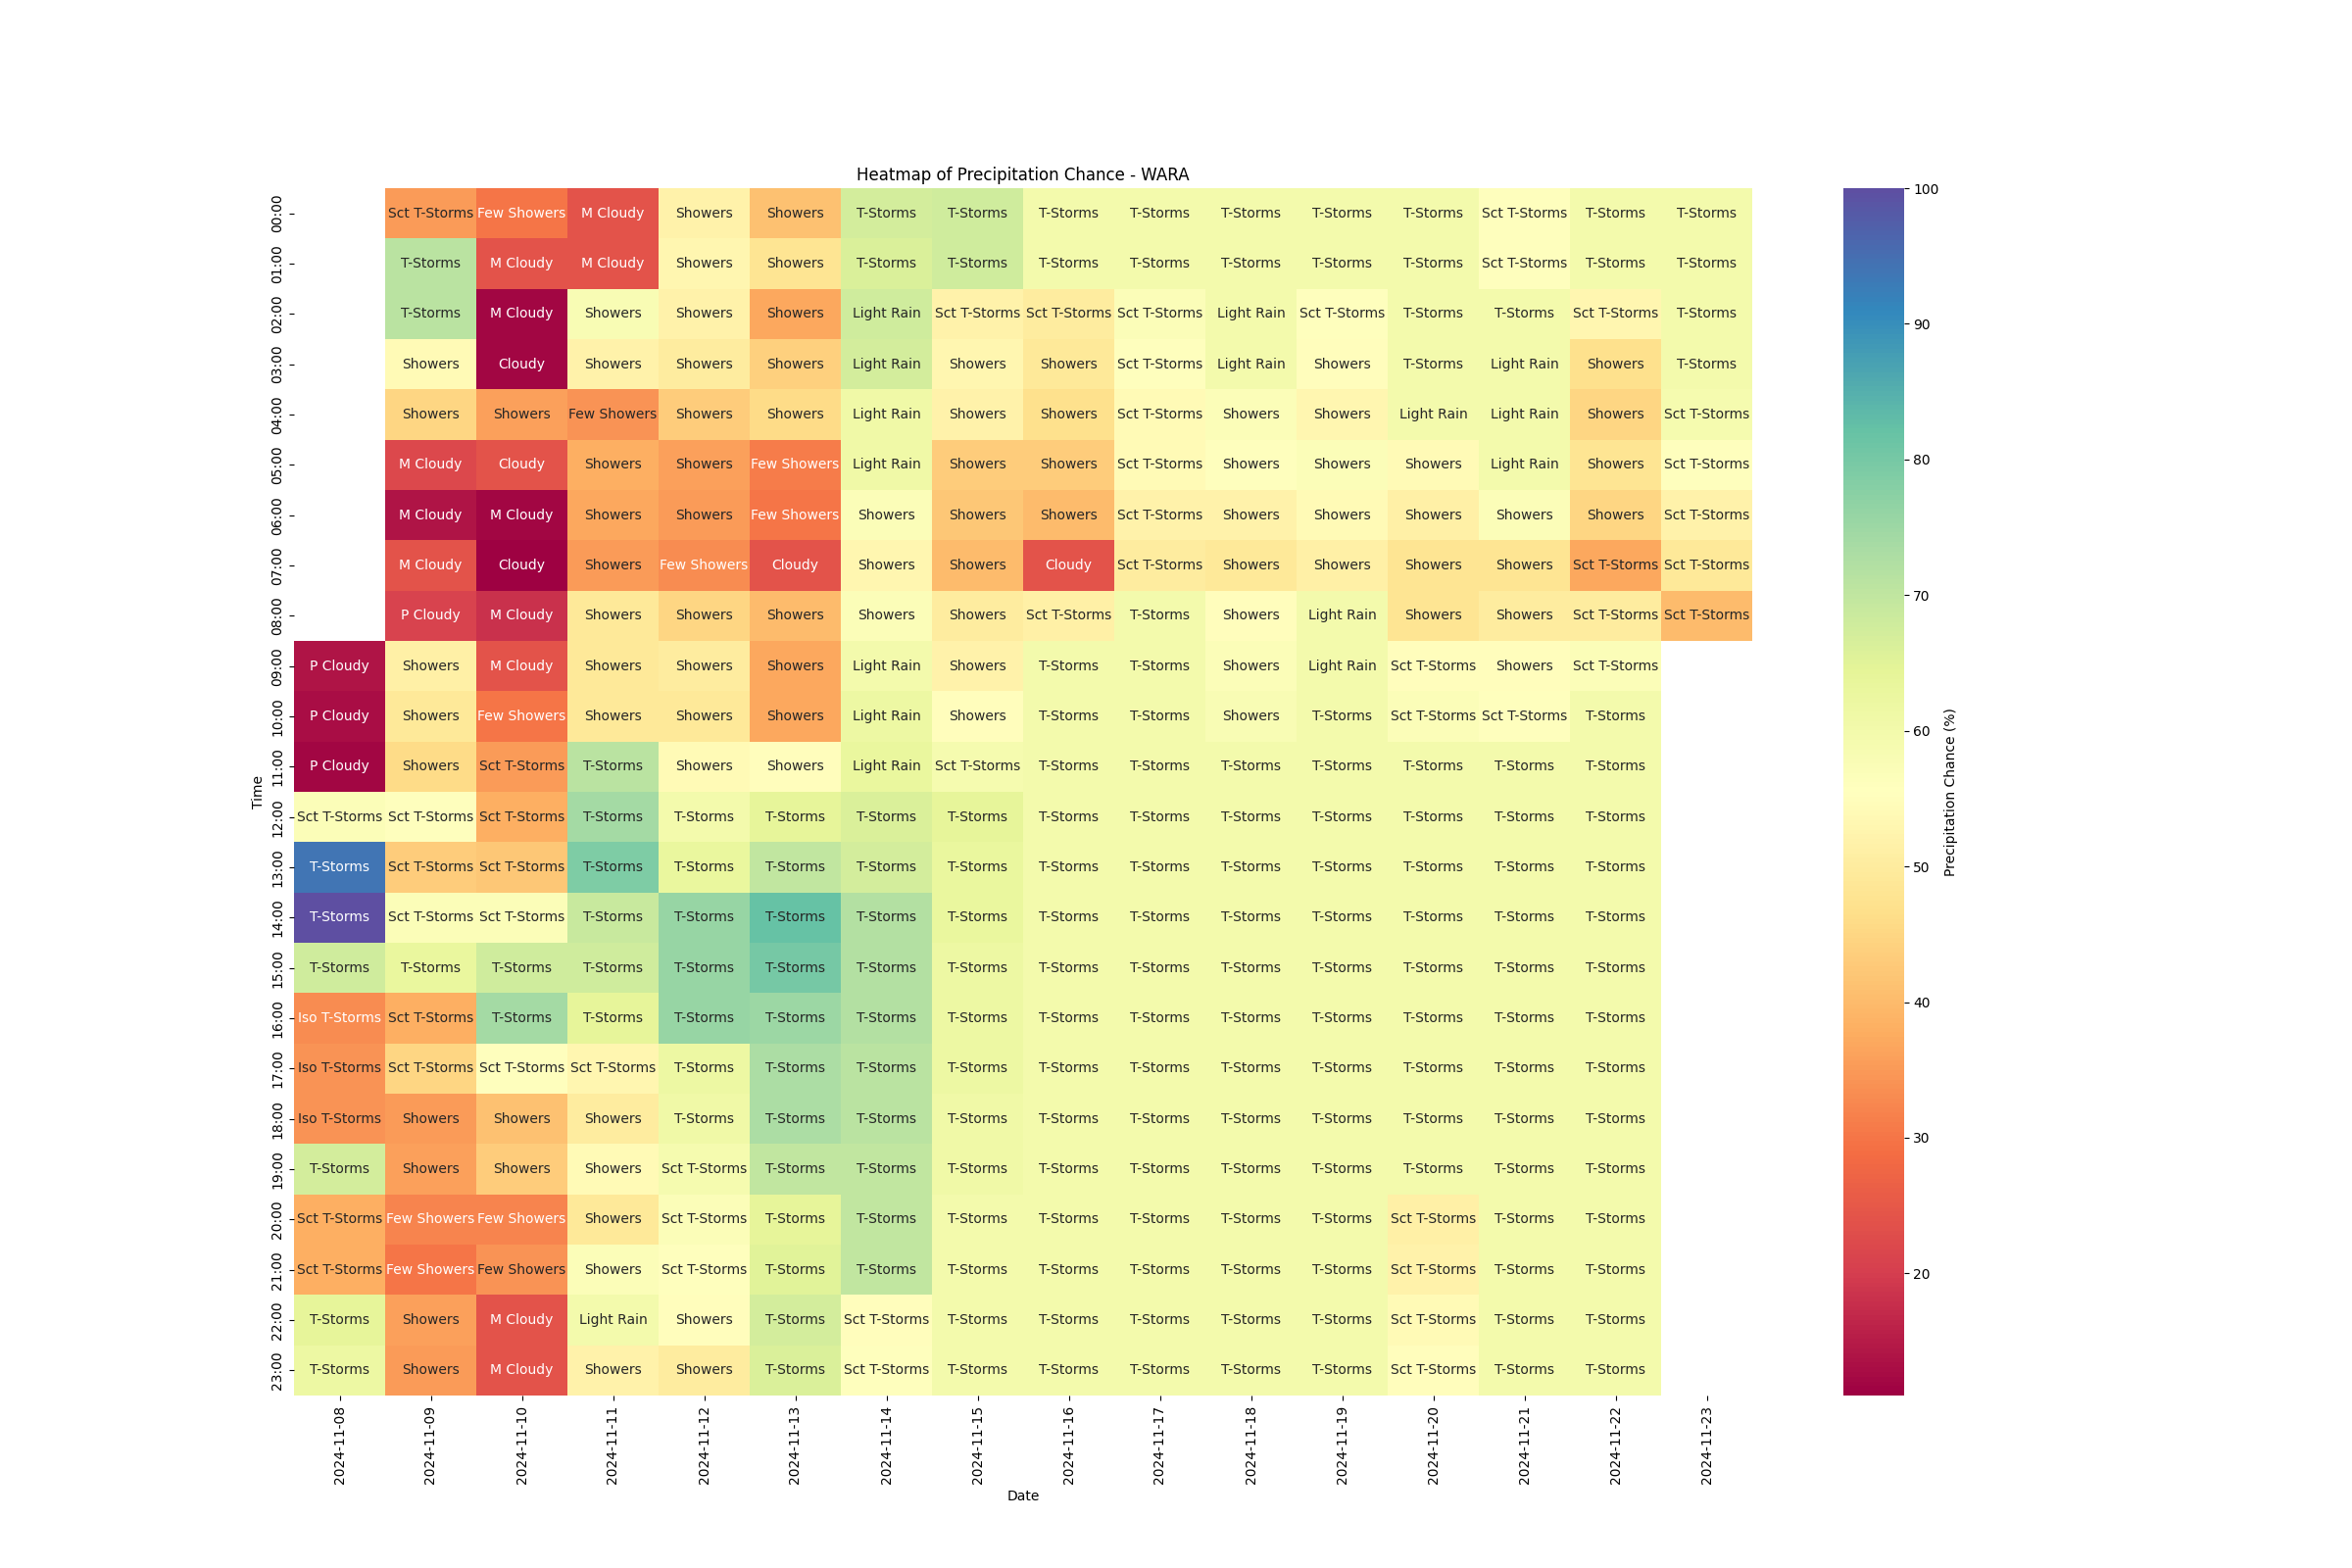 Heatmap of Precipitation Chance - WARA
00:00 Sct T-Storms Few Showers M Cloudy Showers Showers T-Storms T-Storms T-Storms T-Storms T-Storms T-Storms T-Storms Sct T-Storms T-Storms T-Storms
01:00 T-Storms M Cloudy M Cloudy Showers Showers T-Storms T-Storms T-Storms T-Storms T-Storms T-Storms T-Storms Sct T-Storms T-Storms T-Storms
02:00 T-Storms M Cloudy Showers Showers Showers Light Rain Sct T-Storms Sct T-Storms Sct T-Storms Light Rain Sct T-Storms T-Storms T-Storms Sct T-Storms T-Storms
03:00 Showers Cloudy Showers Showers Showers Light Rain Showers Showers Sct T-Storms Light Rain Showers T-Storms Light Rain Showers T-Storms
04:00 Showers Showers Few Showers Showers Showers Light Rain Showers Showers Sct T-Storms Showers Showers Light Rain Light Rain Showers Sct T-Storms
05:00 M Cloudy Cloudy Showers Showers Few Showers Light Rain Showers Showers Sct T-Storms Showers Showers Showers Light Rain Showers Sct T-Storms
06:00 M Cloudy M Cloudy Showers Showers Few Showers Showers Showers Showers Sct T-Storms Showers Showers Showers Showers Showers Sct T-Storms
07:00 M Cloudy Cloudy Showers Few Showers Cloudy Showers Showers Cloudy Sct T-Storms Showers Showers Showers Showers Sct T-Storms Sct T-Storms
08:00 P Cloudy M Cloudy Showers Showers Showers Showers Showers Sct T-Storms T-Storms Showers Light Rain Showers Showers Sct T-Storms Sct T-Storms
09:00 P Cloudy Showers M Cloudy Showers Showers Showers Light Rain Showers T-Storms T-Storms Showers Light Rain Sct T-Storms Showers Sct T-Storms
10:00 P Cloudy Showers Few Showers Showers Showers Showers Light Rain Showers T-Storms T-Storms Showers T-Storms Sct T-Storms Sct T-Storms T-Storms
11:00 P Cloudy Showers Sct T-Storms T-Storms Showers Showers Light Rain Sct T-Storms T-Storms T-Storms T-Storms T-Storms T-Storms T-Storms T-Storms
12:00 Sct T-Storms Sct T-Storms Sct T-Storms T-Storms T-Storms T-Storms T-Storms T-Storms T-Storms T-Storms T-Storms T-Storms T-Storms T-Storms T-Storms
13:00 T-Storms Sct T-Storms Sct T-Storms T-Storms T-Storms T-Storms T-Storms T-Storms T-Storms T-Storms T-Storms T-Storms T-Storms T-Storms T-Storms
14:00 T-Storms Sct T-Storms Sct T-Storms T-Storms T-Storms T-Storms T-Storms T-Storms T-Storms T-Storms T-Storms T-Storms T-Storms T-Storms T-Storms
15:00 T-Storms T-Storms T-Storms T-Storms T-Storms T-Storms T-Storms T-Storms T-Storms T-Storms T-Storms T-Storms T-Storms T-Storms T-Storms
16:00 Iso T-Storms Sct T-Storms T-Storms T-Storms T-Storms T-Storms T-Storms T-Storms T-Storms T-Storms T-Storms T-Storms T-Storms T-Storms T-Storms
17:00 Iso T-Storms Sct T-Storms Sct T-Storms Sct T-Storms T-Storms T-Storms T-Storms T-Storms T-Storms T-Storms T-Storms T-Storms T-Storms T-Storms T-Storms
18:00 Iso T-Storms Showers Showers Showers T-Storms T-Storms T-Storms T-Storms T-Storms T-Storms T-Storms T-Storms T-Storms T-Storms T-Storms
19:00 T-Storms Showers Showers Showers Sct T-Storms T-Storms T-Storms T-Storms T-Storms T-Storms T-Storms T-Storms T-Storms T-Storms T-Storms
20:00 Sct T-Storms Few Showers Few Showers Showers Sct T-Storms T-Storms T-Storms T-Storms T-Storms T-Storms T-Storms T-Storms Sct T-Storms T-Storms T-Storms
21:00 Sct T-Storms Few Showers Few Showers Showers Sct T-Storms T-Storms T-Storms T-Storms T-Storms T-Storms T-Storms T-Storms Sct T-Storms T-Storms T-Storms
22:00 T-Storms Showers M Cloudy Light Rain Showers T-Storms Sct T-Storms T-Storms T-Storms T-Storms T-Storms T-Storms Sct T-Storms T-Storms T-Storms
23:00 T-Storms Showers M Cloudy Showers Showers T-Storms Sct T-Storms T-Storms T-Storms T-Storms T-Storms T-Storms Sct T-Storms T-Storms T-Storms
Time
2024-11-08 2024-11-09 2024-11-10 2024-11-11 2024-11-12 2024-11-13 2024-11-14 2024-11-15 2024-11-16 2024-11-17 2024-11-18 2024-11-19 2024-11-20 2024-11-21 2024-11-22 2024-11-23
Date
100
90
80
70
60
50
40
30
20
Precipitation Chance (%)